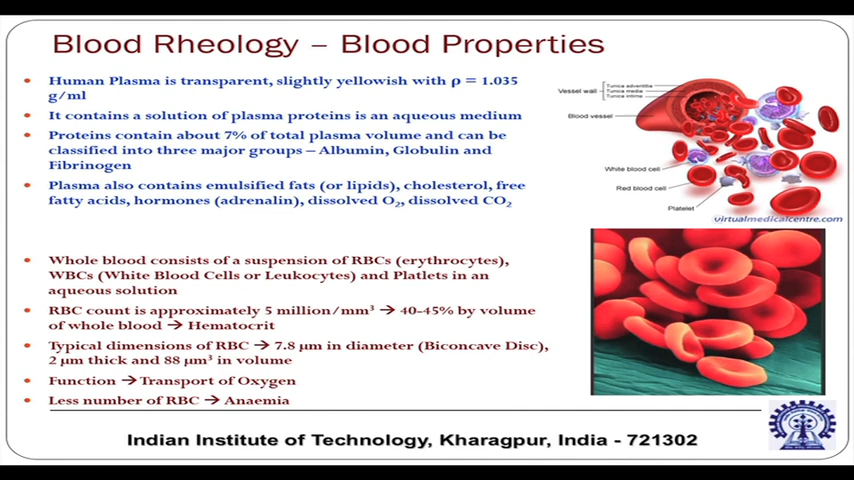 Blood Rheology – Blood Properties
Human Plasma is transparent, slightly yellowish with ρ = 1.035
g/ml
It contains a solution of plasma proteins is an aqueous medium
Proteins contain about 7% of total plasma volume and can be
classified into three major groups – Albumin, Globulin and
Fibrinogen
Plasma also contains emulsified fats (or lipids), cholesterol, free
fatty acids, hormones (adrenalin), dissolved O2, dissolved CO2
Whole blood consists of a suspension of RBCs (erythrocytes),
WBCs (White Blood Cells or Leukocytes) and Platlets in an
aqueous solution
RBC count is approximately 5 million/mm³ → 40-45% by volume
of whole blood → Hematocrit
Typical dimensions of RBC → 7.8 μm in diameter (Biconcave Disc),
2 μm thick and 88 μm³ in volume
Function → Transport of Oxygen
Less number of RBC → Anaemia
Vessel wall
Tunica adventitia
Tunica media
Tunica intima
Blood vessel
White blood cell
Red blood cell
Platelet
virtualmedicalcentre.com
Indian Institute of Technology, Kharagpur, India - 721302